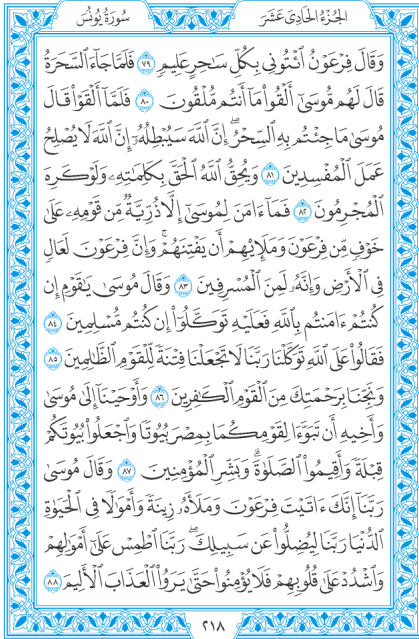 الجُزْءُ الحَادِى عَشَرَ
سُورَةُ يُونُسَ
وَقَالَ فِرْعَوْنُ ٱئْتُونِى بِكُلِّ سَٰحِرٍ عَلِيمٍ ٧٩ فَلَمَّا جَآءَ ٱلسَّحَرَةُ
قَالَ لَهُم مُّوسَىٰٓ أَلْقُوا۟ مَآ أَنتُم مُّلْقُونَ ٨٠ فَلَمَّآ أَلْقَوْا۟ قَالَ
مُوسَىٰ مَا جِئْتُم بِهِ ٱلسِّحْرُ ۖ إِنَّ ٱللَّهَ سَيُبْطِلُهُۥٓ ۖ إِنَّ ٱللَّهَ لَا يُصْلِحُ
عَمَلَ ٱلْمُفْسِدِينَ ٨١ وَيُحِقُّ ٱللَّهُ ٱلْحَقَّ بِكَلِمَٰتِهِۦ وَلَوْ كَرِهَ
ٱلْمُجْرِمُونَ ٨٢ فَمَآ ءَامَنَ لِمُوسَىٰٓ إِلَّا ذُرِّيَّةٌ مِّن قَوْمِهِۦ عَلَىٰ
خَوْفٍ مِّن فِرْعَوْنَ وَمَلَإِي۟هِمْ أَن يَفْتِنَهُمْ ۚ وَإِنَّ فِرْعَوْنَ لَعَالٍ
فِى ٱلْأَرْضِ وَإِنَّهُۥ لَمِنَ ٱلْمُسْرِفِينَ ٨٣ وَقَالَ مُوسَىٰ يَٰقَوْمِ إِن
كُنتُمْ ءَامَنتُم بِٱللَّهِ فَعَلَيْهِ تَوَكَّلُوٓا۟ إِن كُنتُم مُّسْلِمِينَ ٨٤
فَقَالُوا۟ عَلَى ٱللَّهِ تَوَكَّلْنَا رَبَّنَا لَا تَجْعَلْنَا فِتْنَةً لِّلْقَوْمِ ٱلظَّٰلِمِينَ ٨٥
وَنَجِّنَا بِرَحْمَتِكَ مِنَ ٱلْقَوْمِ ٱلْكَٰفِرِينَ ٨٦ وَأَوْحَيْنَآ إِلَىٰ مُوسَىٰ
وَأَخِيهِ أَن تَبَوَّءَا لِقَوْمِكُمَا بِمِصْرَ بُيُوتًا وَٱجْعَلُوا۟ بُيُوتَكُمْ
قِبْلَةً وَأَقِيمُوا۟ ٱلصَّلَوٰةَ ۗ وَبَشِّرِ ٱلْمُؤْمِنِينَ ٨٧ وَقَالَ مُوسَىٰ
رَبَّنَآ إِنَّكَ ءَاتَيْتَ فِرْعَوْنَ وَمَلَأَهُۥ زِينَةً وَأَمْوَٰلًا فِى ٱلْحَيَوٰةِ
ٱلدُّنْيَا رَبَّنَا لِيُضِلُّوا۟ عَن سَبِيلِكَ ۖ رَبَّنَا ٱطْمِسْ عَلَىٰٓ أَمْوَٰلِهِمْ
وَٱشْدُدْ عَلَىٰ قُلُوبِهِمْ فَلَا يُؤْمِنُوا۟ حَتَّىٰ يَرَوُا۟ ٱلْعَذَابَ ٱلْأَلِيمَ ٨٨
٢١٨